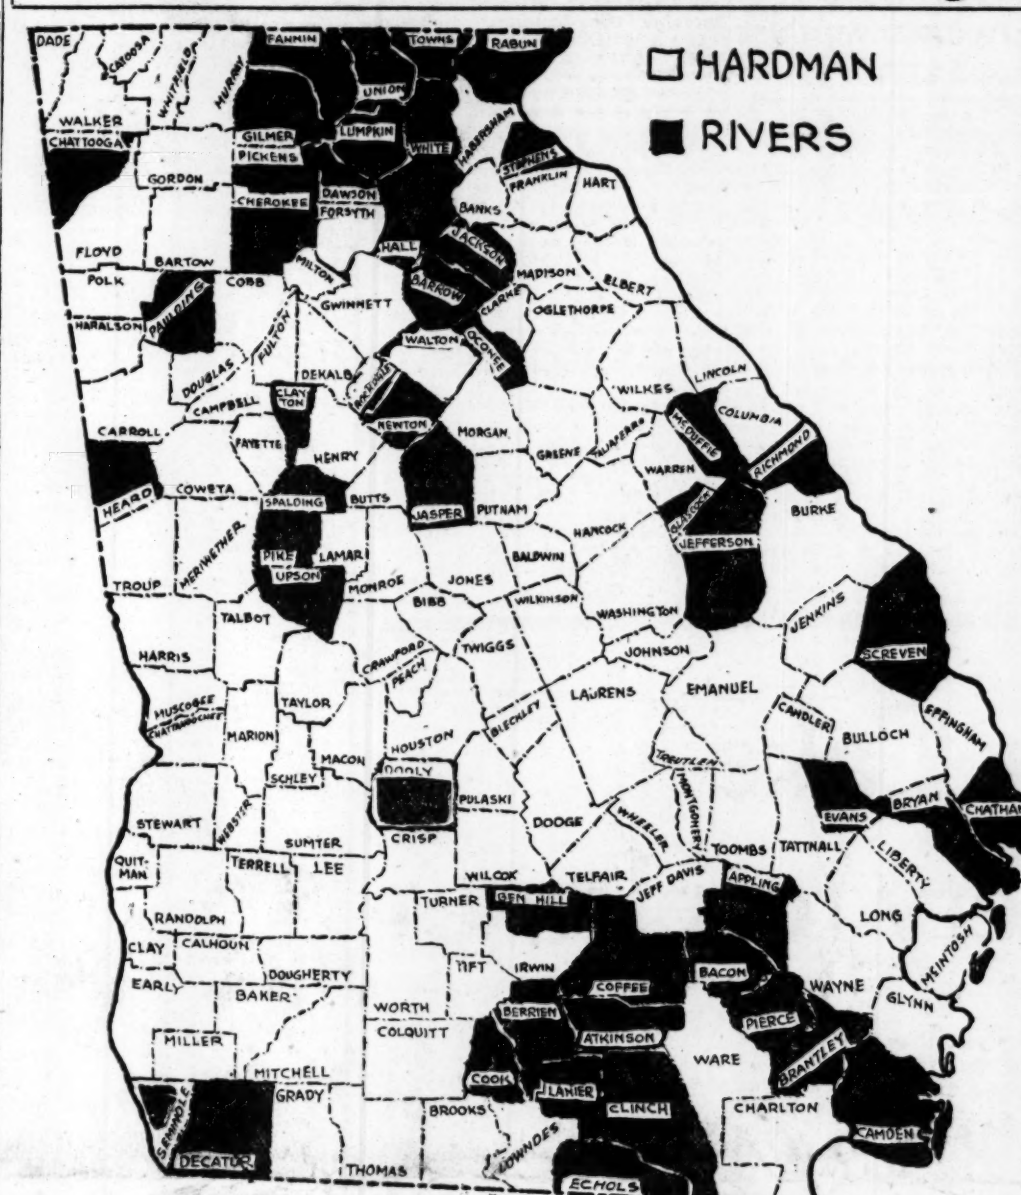 HARDMAN
RIVERS
DADE
CATOOSA
WHITFIELD
MURRAY
FANNIN
TOWNS
RABUN
UNION
WALKER
CHATTOOGA
GILMER
LUMPKIN
WHITE
HABERSHAM
PICKENS
STEPHENS
FRANKLIN
HART
GORDON
CHEROKEE
DAWSON
FORSYTH
BANKS
FLOYD
BARTOW
HALL
JACKSON
POLK
COBB
MILTON
BARROW
MADISON
ELBERT
GWINNETT
CLARKE
OGLETHORPE
HARALSON
PAULDING
FULTON
WALTON
OCONEE
DOUGLAS
DEKALB
ROCKDALE
WILKES
LINCOLN
CAMPBELL
CLAY
TON
NEWTON
MORGAN
GREENE
TALIAFERRO
McDUFFIE
COLUMBIA
CARROLL
FAYETTE
HENRY
WARREN
RICHMOND
HEARD
COWETA
SPALDING
BUTTS
JASPER
PUTNAM
HANCOCK
GLASCOCK
BURKE
JEFFERSON
TROUP
MERIWETHER
PIKE
LAMAR
UPSON
MONROE
JONES
BALDWIN
WILKINSON
WASHINGTON
JENKINS
TALBOT
BIBB
CRAWFORD
TWIGGS
JOHNSON
SCREVEN
HARRIS
PEACH
LAURENS
EMANUEL
MUSCOGEE
CHATTAHOOCHEE
TAYLOR
MARION
BLECKLEY
CANDLER
BULLOCH
EFFINGHAM
HOUSTON
MACON
SCHLEY
DOOLY
TREUTLEN
STEWART
WEBSTER
PULASKI
DODGE
WHEELER
MONTGOMERY
EVANS
BRYAN
CHATHAM
SUMTER
CRISP
TOOMBS
TATTNALL
LIBERTY
QUIT-
MAN
TERRELL
LEE
WILCOX
TELFAIR
JEFF DAVIS
APPLING
RANDOLPH
TURNER
BEN HILL
LONG
McINTOSH
CLAY
CALHOUN
DOUGHERTY
TIFT
IRWIN
COFFEE
BACON
WAYNE
EARLY
BAKER
WORTH
BERRIEN
PIERCE
GLYNN
MILLER
COLQUITT
ATKINSON
WARE
BRANTLEY
MITCHELL
COOK
LANIER
SEMINOLE
GRADY
BROOKS
CLINCH
CHARLTON
CAMDEN
DECATUR
THOMAS
LOWNDES
ECHOLS